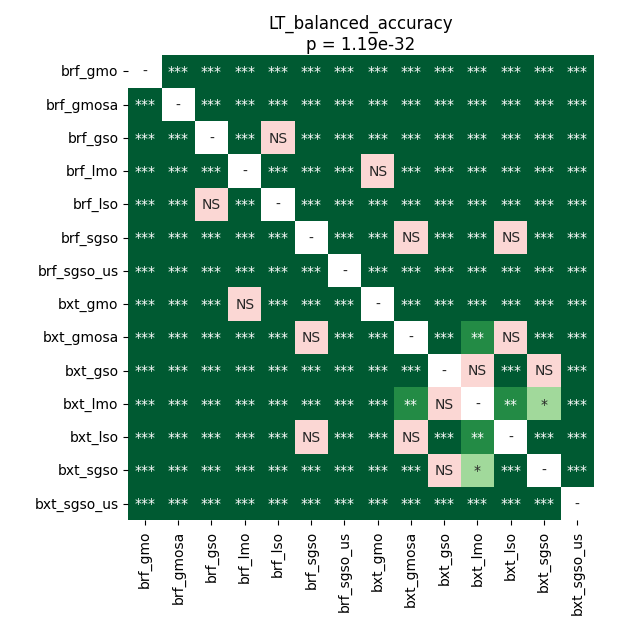 LT_balanced_accuracy
p = 1.19e-32
brf_gmo - *** *** *** *** *** *** *** *** *** *** *** *** ***
brf_gmosa *** - *** *** *** *** *** *** *** *** *** *** *** ***
brf_gso *** *** - *** NS *** *** *** *** *** *** *** *** ***
brf_lmo *** *** *** - *** *** *** NS *** *** *** *** *** ***
brf_lso *** *** NS *** - *** *** *** *** *** *** *** *** ***
brf_sgso *** *** *** *** *** - *** *** NS *** *** NS *** ***
brf_sgso_us *** *** *** *** *** *** - *** *** *** *** *** *** ***
bxt_gmo *** *** *** NS *** *** *** - *** *** *** *** *** ***
bxt_gmosa *** *** *** *** *** NS *** *** - *** ** NS *** ***
bxt_gso *** *** *** *** *** *** *** *** *** - NS *** NS ***
bxt_lmo *** *** *** *** *** *** *** *** ** NS - ** * ***
bxt_lso *** *** *** *** *** NS *** *** NS *** ** - *** ***
bxt_sgso *** *** *** *** *** *** *** *** *** NS * *** - ***
bxt_sgso_us *** *** *** *** *** *** *** *** *** *** *** *** *** -
brf_gmo
brf_gmosa
brf_gso
brf_lmo
brf_lso
brf_sgso
brf_sgso_us
bxt_gmo
bxt_gmosa
bxt_gso
bxt_lmo
bxt_lso
bxt_sgso
bxt_sgso_us